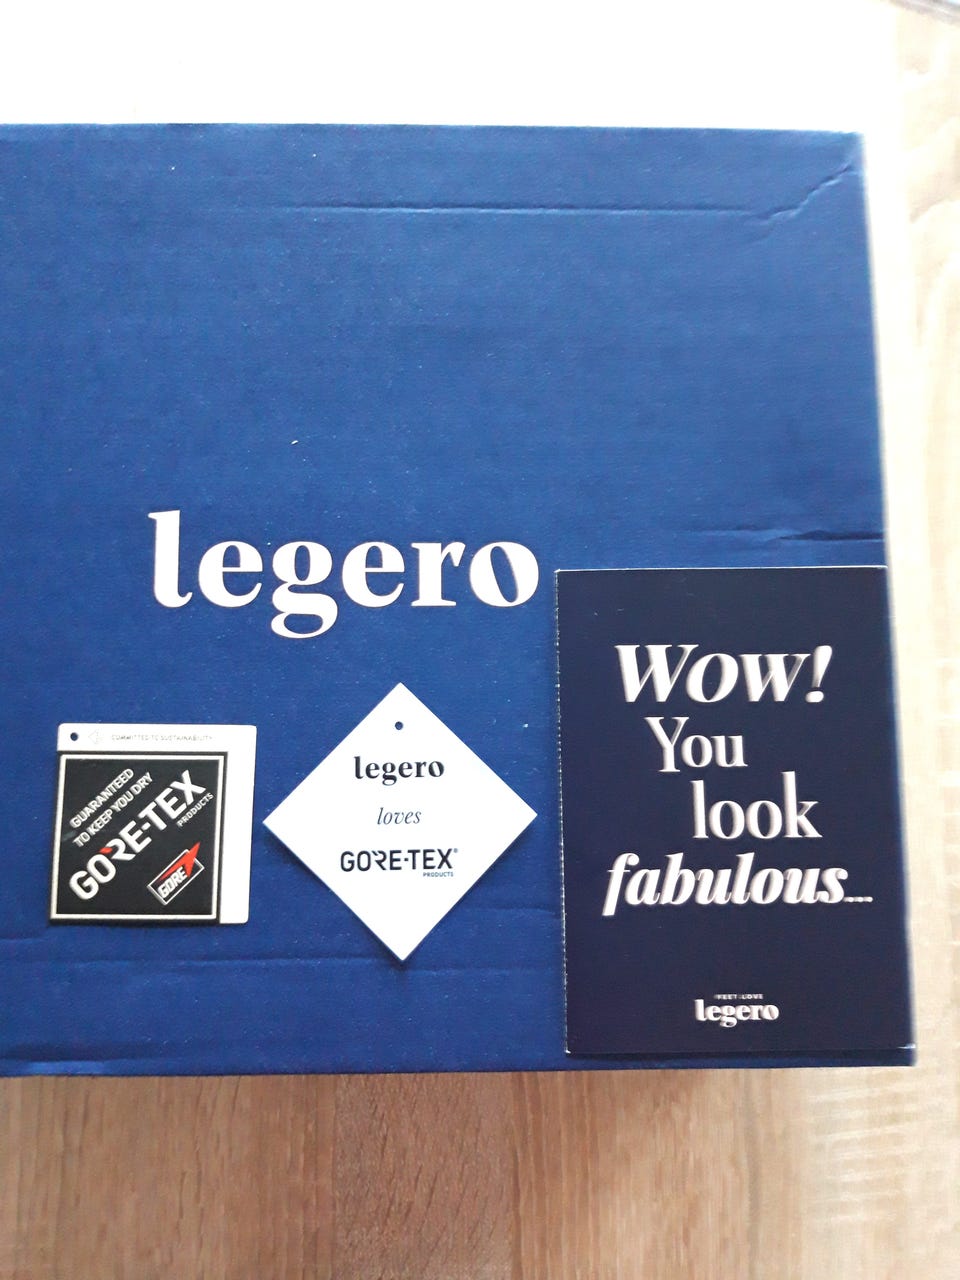 legero
COMMITTED TO SUSTAINABILITY
GUARANTEED
TO KEEP YOU DRY
GORE-TEX
PRODUCTS
GORE
legero
loves
GORE-TEX®
PRODUCTS
Wow!
You
look
fabulous...
FEET LOVE
legero